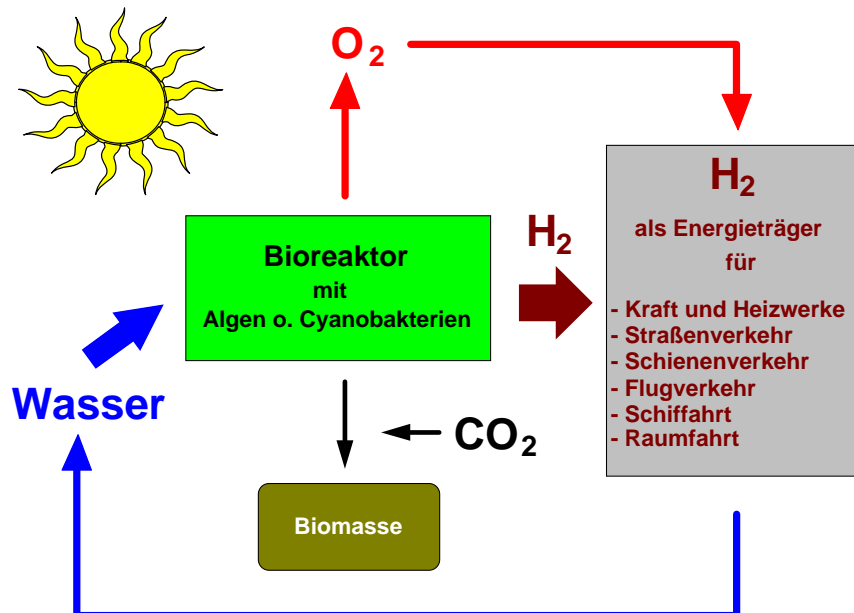 O₂
H₂
als Energieträger
für
- Kraft und Heizwerke
- Straßenverkehr
- Schienenverkehr
- Flugverkehr
- Schiffahrt
- Raumfahrt
Bioreaktor
mit
Algen o. Cyanobakterien
H₂
Wasser
CO₂
Biomasse